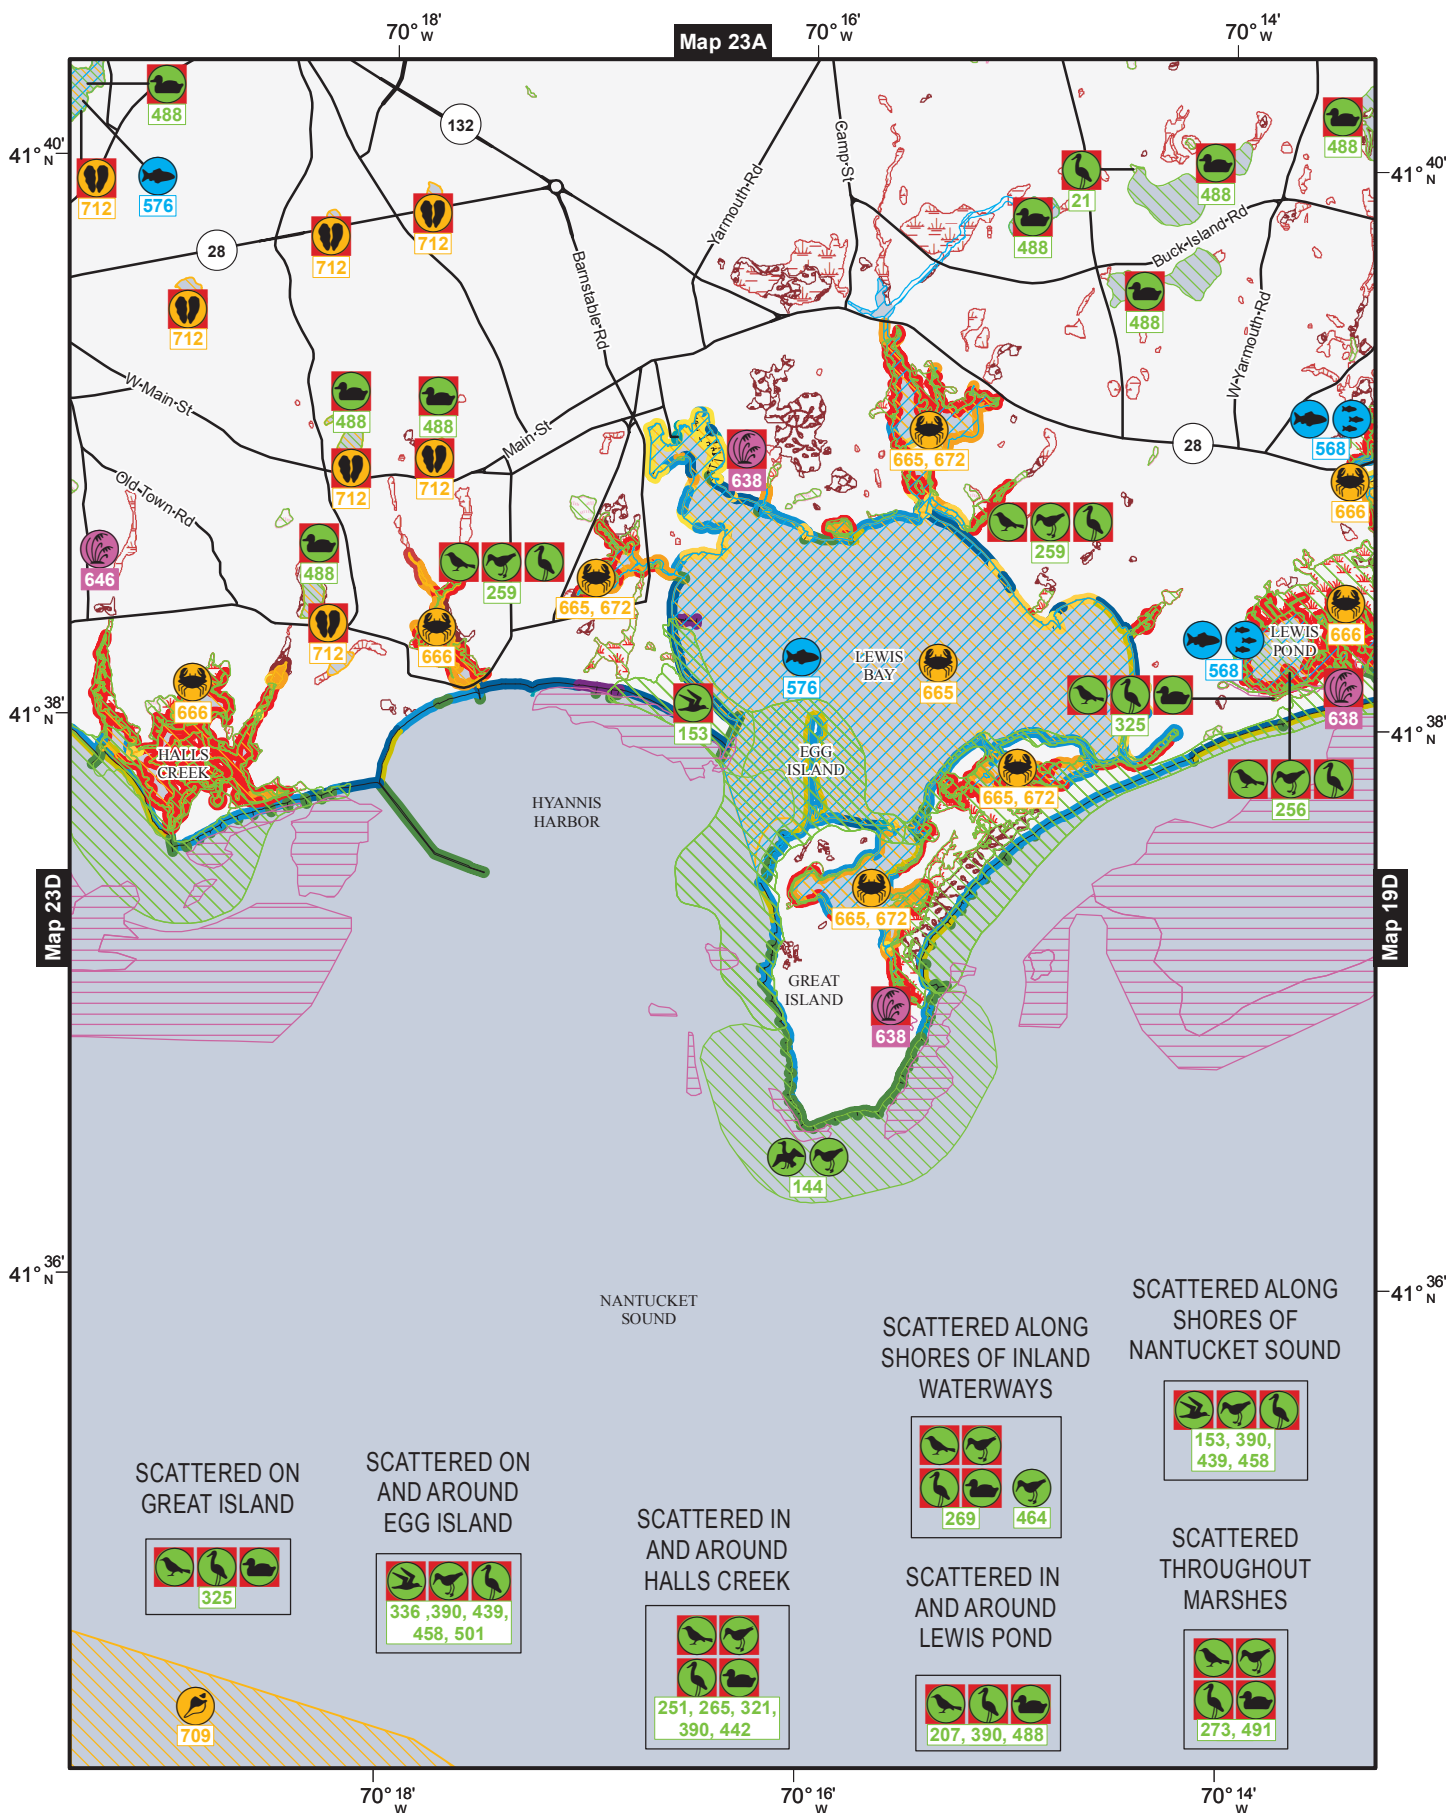 70° 18' W
70° 16' W
70° 14' W
Map 23A
41° 40' N
41° 40' N
488
132
Camp St
488
712
576
Yarmouth Rd
21
488
712
488
28
712
Buck Island Rd
Barnstable Rd
712
488
W Yarmouth Rd
W Main St
488
488
Main St
28
568
665, 672
712
712
638
Old Town Rd
666
646
488
259
259
665, 672
712
666
666
LEWIS
POND
568
LEWIS
BAY
576
665
666
638
41° 38' N
41° 38' N
153
325
HALLS
CREEK
EGG
ISLAND
665, 672
256
HYANNIS
HARBOR
Map 23D
Map 19D
665, 672
GREAT
ISLAND
638
144
41° 36' N
41° 36' N
NANTUCKET
SOUND
SCATTERED ALONG
SHORES OF
NANTUCKET SOUND
153, 390,
439, 458
SCATTERED ALONG
SHORES OF INLAND
WATERWAYS
269
464
SCATTERED ON
GREAT ISLAND
325
SCATTERED ON
AND AROUND
EGG ISLAND
336 ,390, 439,
458, 501
SCATTERED IN
AND AROUND
HALLS CREEK
251, 265, 321,
390, 442
SCATTERED IN
AND AROUND
LEWIS POND
207, 390, 488
SCATTERED
THROUGHOUT
MARSHES
273, 491
709
70° 18' W
70° 16' W
70° 14' W